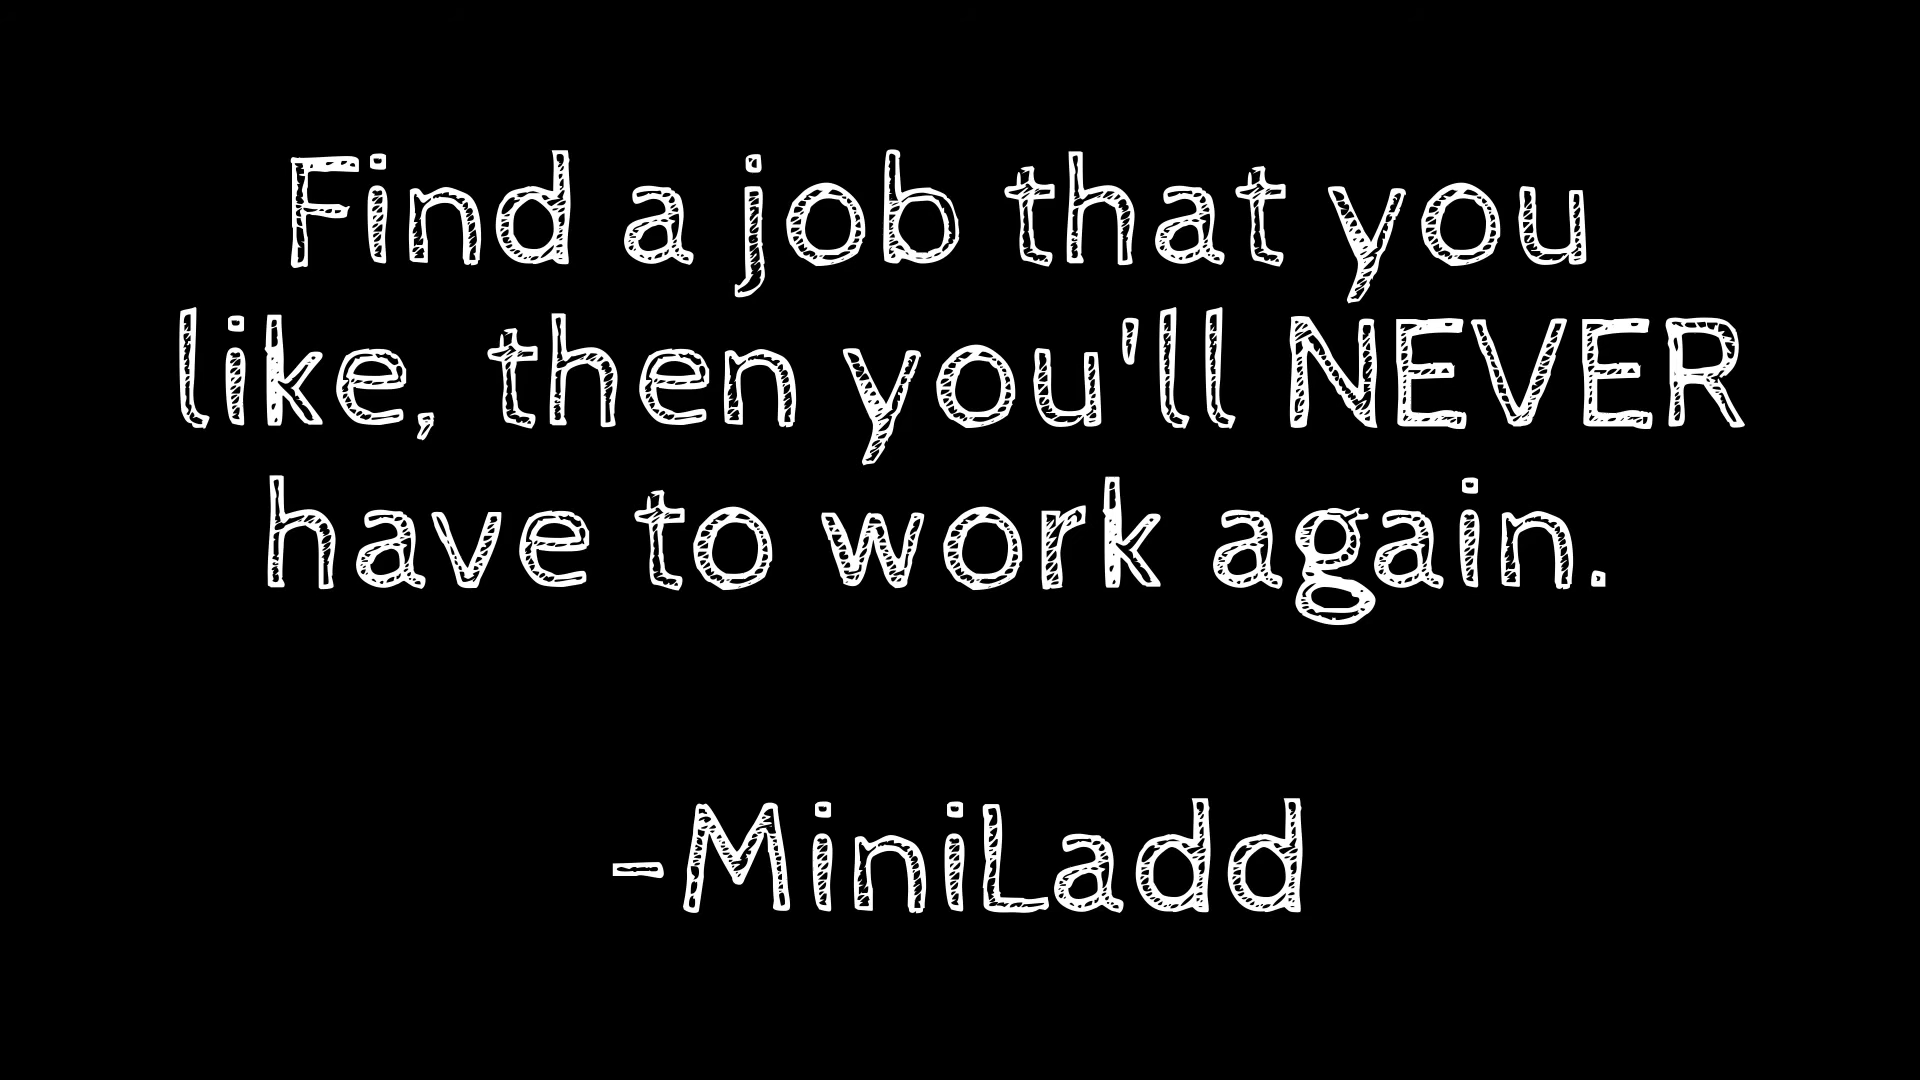 Find a job that you
like, then you'll NEVER
have to work again.
-MiniLadd